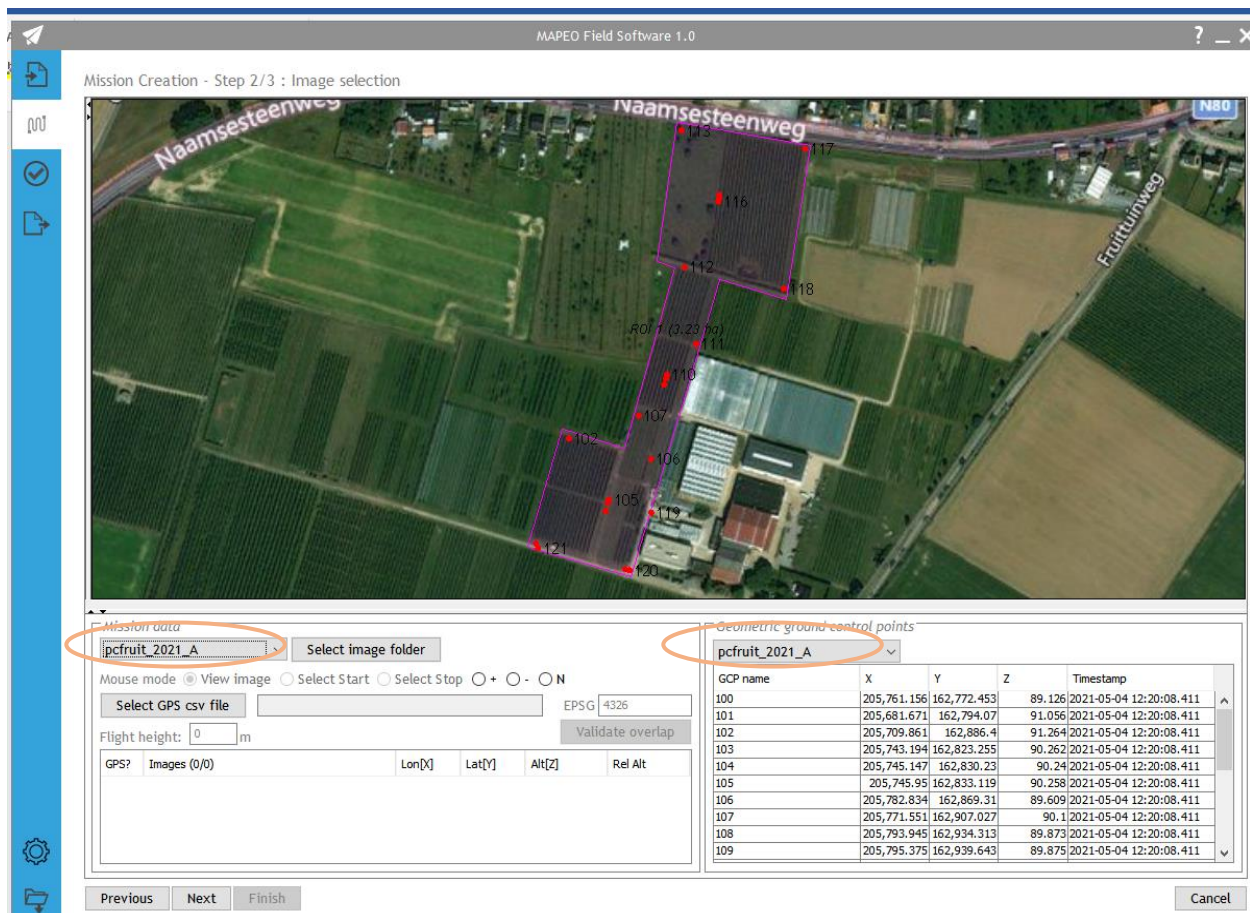 MAPEO Field Software 1.0
?
Mission Creation - Step 2/3 : Image selection
Naamsesteenweg
Naamsesteenweg
N80
113
117
116
Fruittuinweg
112
118
ROI 1 (3.23 ha)
111
110
107
102
106
105
119
121
120
Mission data
pcfruit_2021_A
Select image folder
Mouse mode View image Select Start Select Stop + - N
Select GPS csv file EPSG 4326
Flight height: 0 m Validate overlap
GPS? Images (0/0) Lon[X] Lat[Y] Alt[Z] Rel Alt
Geometric ground control points
pcfruit_2021_A
GCP name X Y Z Timestamp
100 205,761.156 162,772.453 89.126 2021-05-04 12:20:08.411
101 205,681.671 162,794.07 91.056 2021-05-04 12:20:08.411
102 205,709.861 162,886.4 91.264 2021-05-04 12:20:08.411
103 205,743.194 162,823.255 90.262 2021-05-04 12:20:08.411
104 205,745.147 162,830.23 90.24 2021-05-04 12:20:08.411
105 205,745.95 162,833.119 90.258 2021-05-04 12:20:08.411
106 205,782.834 162,869.31 89.609 2021-05-04 12:20:08.411
107 205,771.551 162,907.027 90.1 2021-05-04 12:20:08.411
108 205,793.945 162,934.313 89.873 2021-05-04 12:20:08.411
109 205,795.375 162,939.643 89.875 2021-05-04 12:20:08.411
Previous Next Finish Cancel